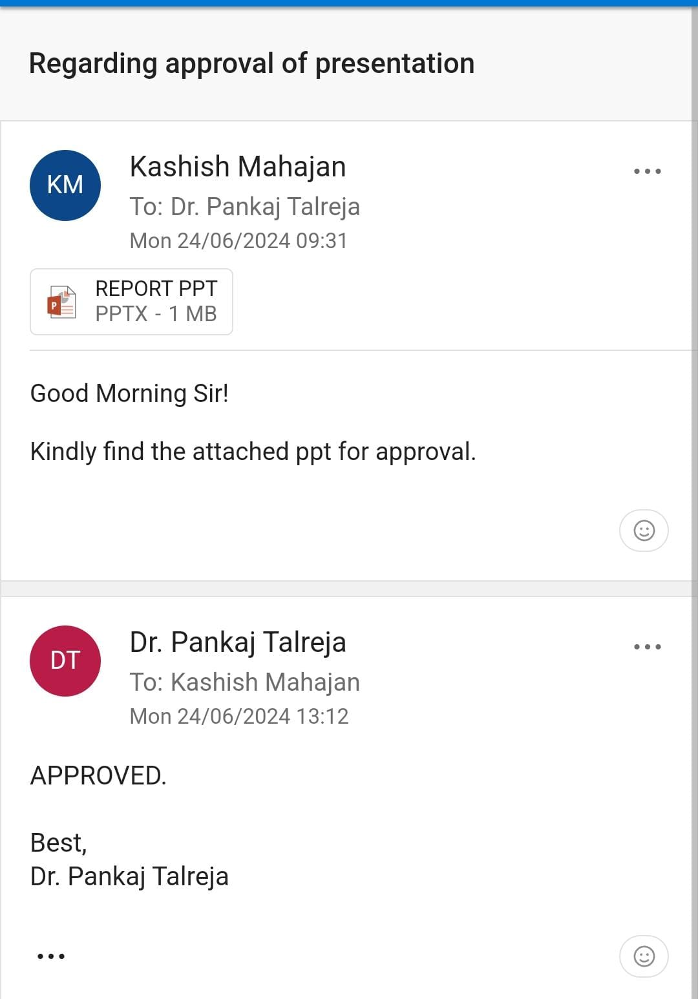 Regarding approval of presentation
KM
Kashish Mahajan
To: Dr. Pankaj Talreja
Mon 24/06/2024 09:31
P
REPORT PPT
PPTX - 1 MB
Good Morning Sir!
Kindly find the attached ppt for approval.
DT
Dr. Pankaj Talreja
To: Kashish Mahajan
Mon 24/06/2024 13:12
APPROVED.
Best,
Dr. Pankaj Talreja